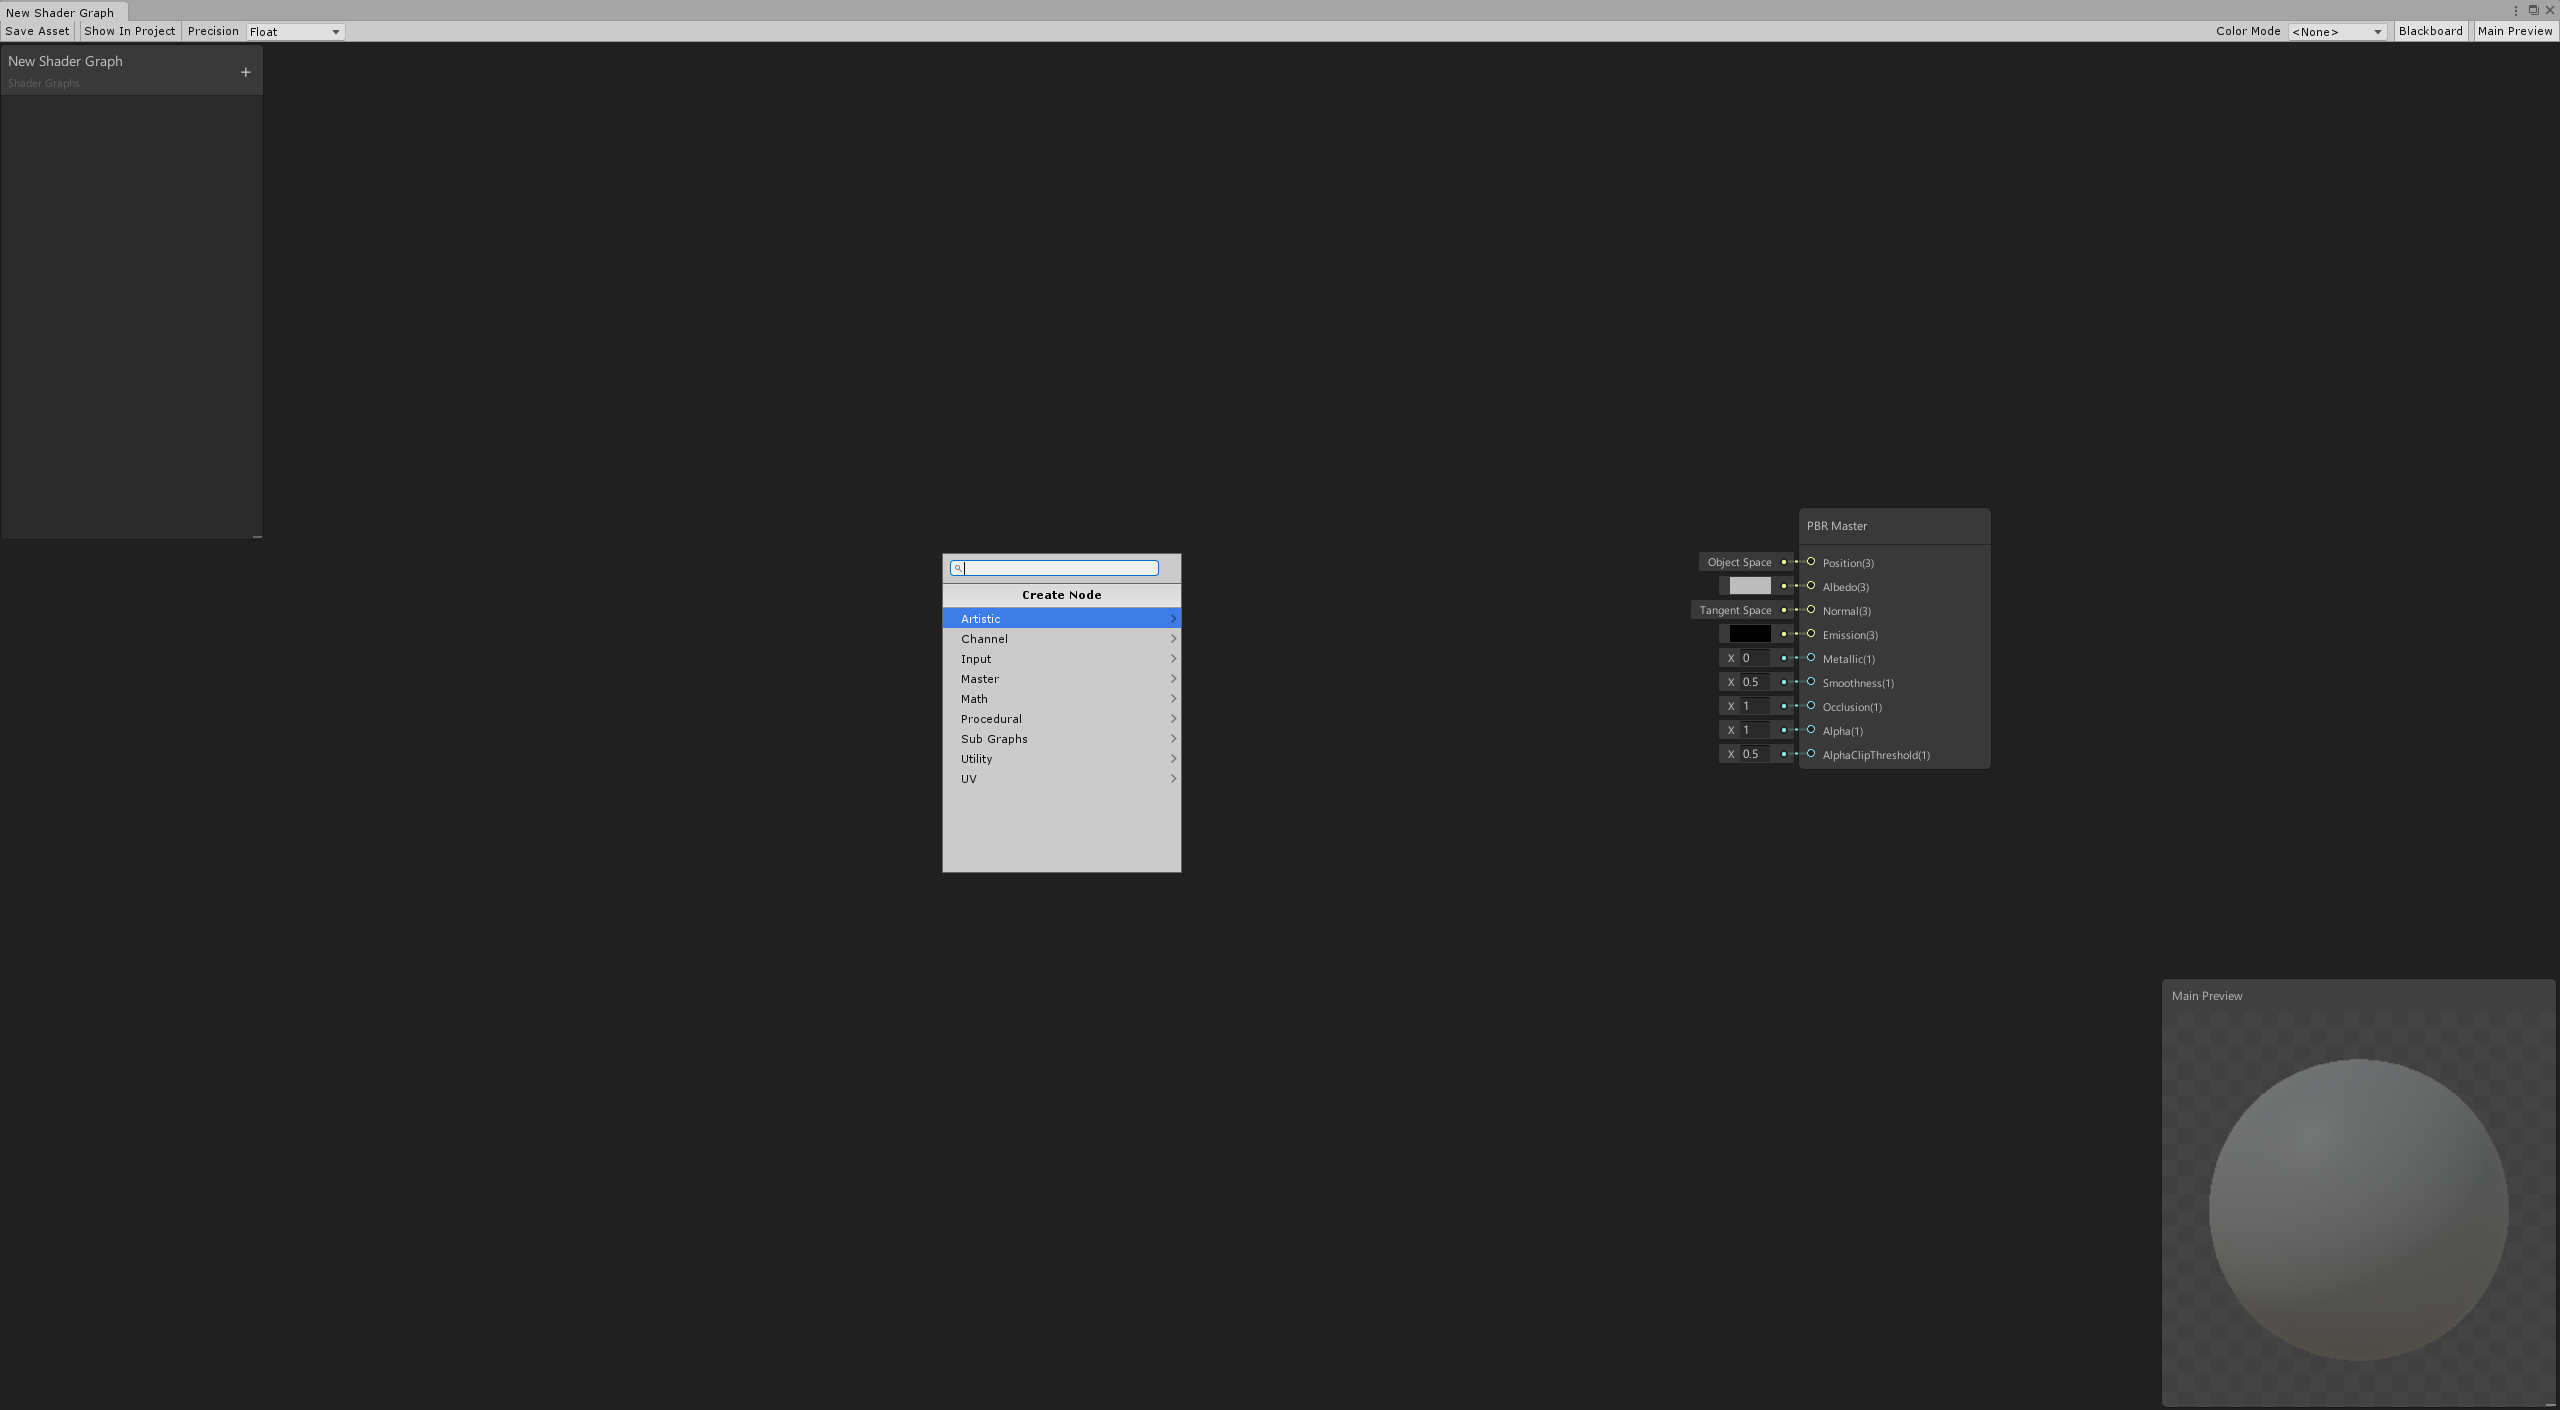 New Shader Graph
Save Asset Show In Project Precision Float Color Mode <None> Blackboard Main Preview
New Shader Graph
+
Shader Graphs
Create Node
Artistic
Channel
Input
Master
Math
Procedural
Sub Graphs
Utility
UV
PBR Master
Object Space Position(3)
Albedo(3)
Tangent Space Normal(3)
Emission(3)
X 0 Metallic(1)
X 0.5 Smoothness(1)
X 1 Occlusion(1)
X 1 Alpha(1)
X 0.5 AlphaClipThreshold(1)
Main Preview